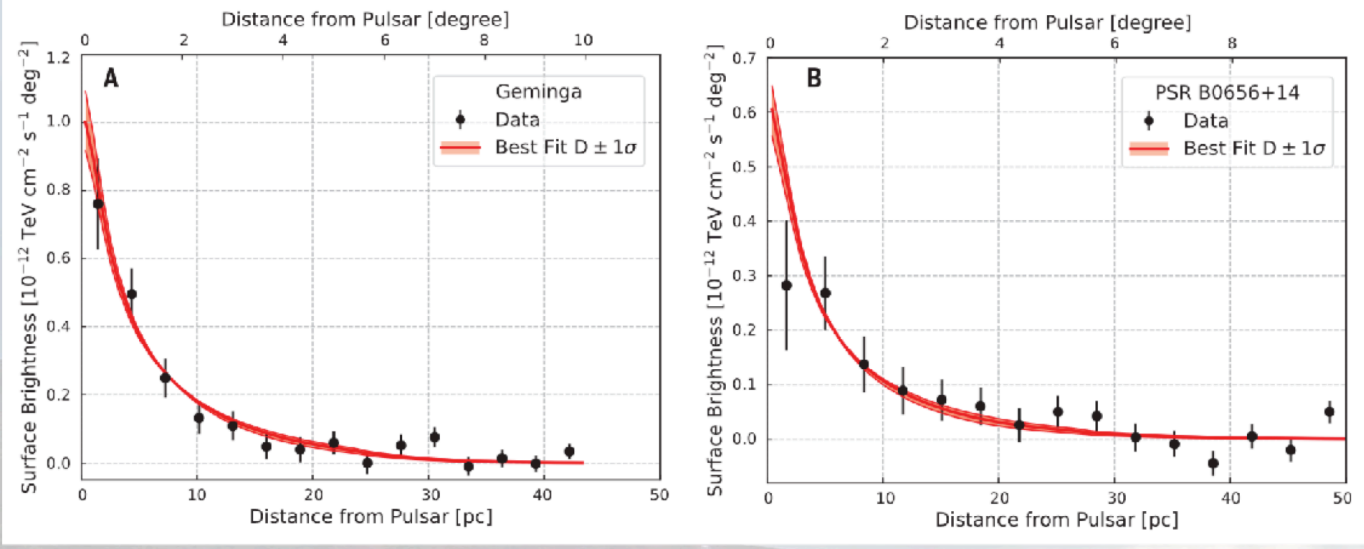 Distance from Pulsar [degree]
0 2 4 6 8 10
Surface Brightness [10⁻¹² TeV cm⁻² s⁻¹ deg⁻²]
1.2
1.0
0.8
0.6
0.4
0.2
0.0
A
Geminga
Data
Best Fit D ± 1σ
0 10 20 30 40 50
Distance from Pulsar [pc]
Distance from Pulsar [degree]
0 2 4 6 8
Surface Brightness [10⁻¹² TeV cm⁻² s⁻¹ deg⁻²]
0.7
0.6
0.5
0.4
0.3
0.2
0.1
0.0
B
PSR B0656+14
Data
Best Fit D ± 1σ
0 10 20 30 40 50
Distance from Pulsar [pc]